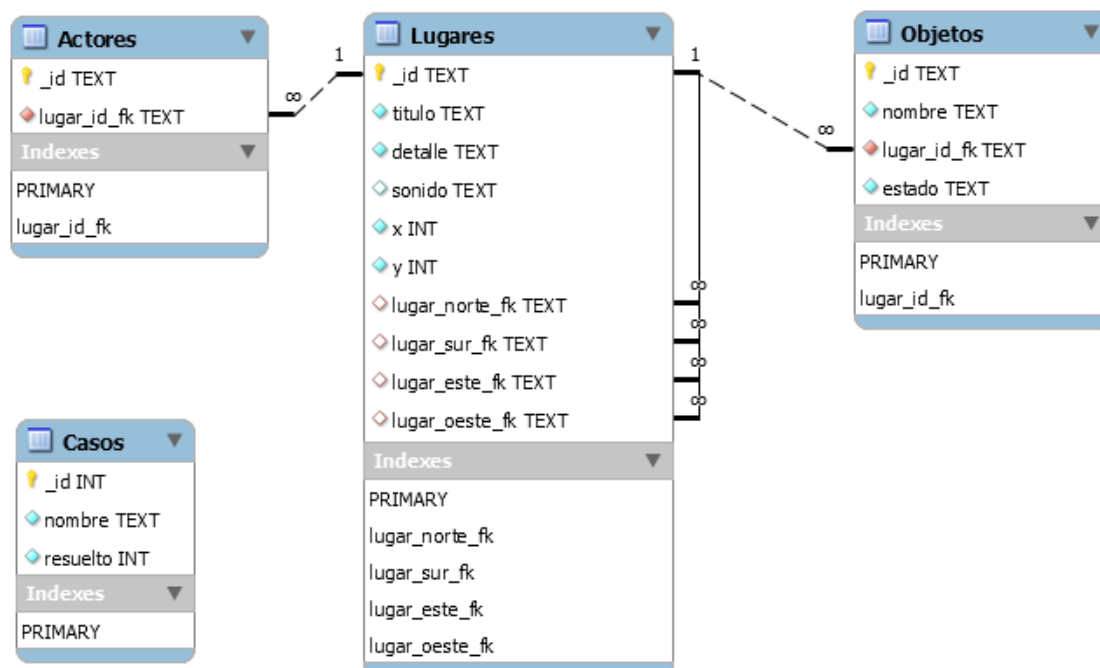 Actores
_id TEXT
lugar_id_fk TEXT
Indexes
PRIMARY
lugar_id_fk
1
∞
Lugares
_id TEXT
titulo TEXT
detalle TEXT
sonido TEXT
x INT
y INT
lugar_norte_fk TEXT
lugar_sur_fk TEXT
lugar_este_fk TEXT
lugar_oeste_fk TEXT
Indexes
PRIMARY
lugar_norte_fk
lugar_sur_fk
lugar_este_fk
lugar_oeste_fk
1
∞
∞
∞
∞
∞
Objetos
_id TEXT
nombre TEXT
lugar_id_fk TEXT
estado TEXT
Indexes
PRIMARY
lugar_id_fk
Casos
_id INT
nombre TEXT
resuelto INT
Indexes
PRIMARY